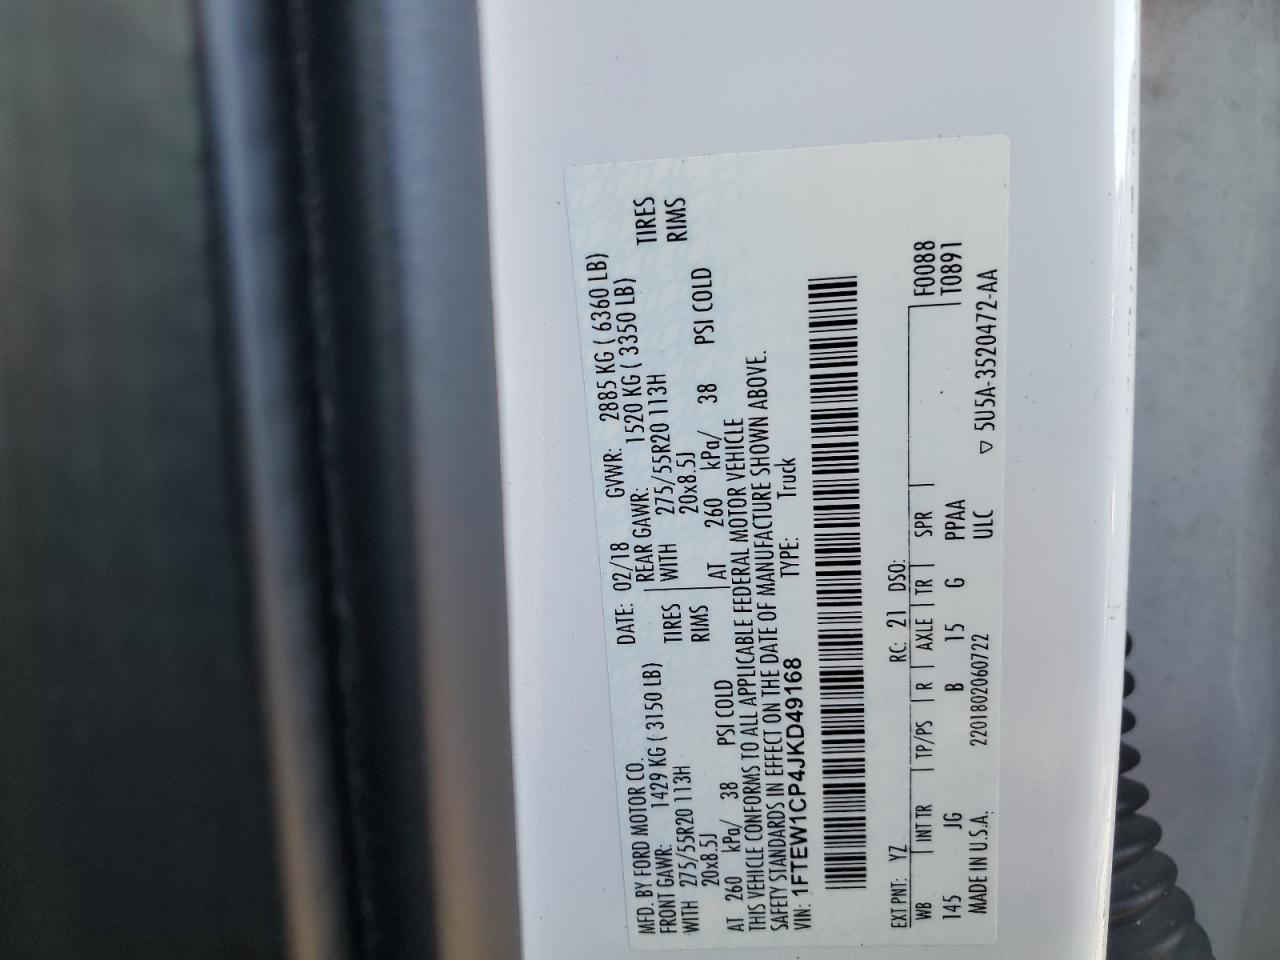 MFD. BY FORD MOTOR CO.
DATE: 02/18 GVWR: 2885 KG ( 6360 LB)
FRONT GAWR: 1429 KG ( 3150 LB) REAR GAWR: 1520 KG ( 3350 LB)
WITH 275/55R20 113H TIRES WITH 275/55R20 113H TIRES
20x8.5J RIMS 20x8.5J RIMS
AT 260 kPa/ 38 PSI COLD AT 260 kPa/ 38 PSI COLD
THIS VEHICLE CONFORMS TO ALL APPLICABLE FEDERAL MOTOR VEHICLE
SAFETY STANDARDS IN EFFECT ON THE DATE OF MANUFACTURE SHOWN ABOVE.
VIN: 1FTEW1CP4JKD49168 TYPE: Truck
EXT PNT: YZ RC: 21 DSO:
WB INT TR TP/PS R AXLE TR SPR F0088
145 JG B 15 G PPAA T0891
MADE IN U.S.A. 2201802060722 ULC ▽ 5U5A-3520472-AA